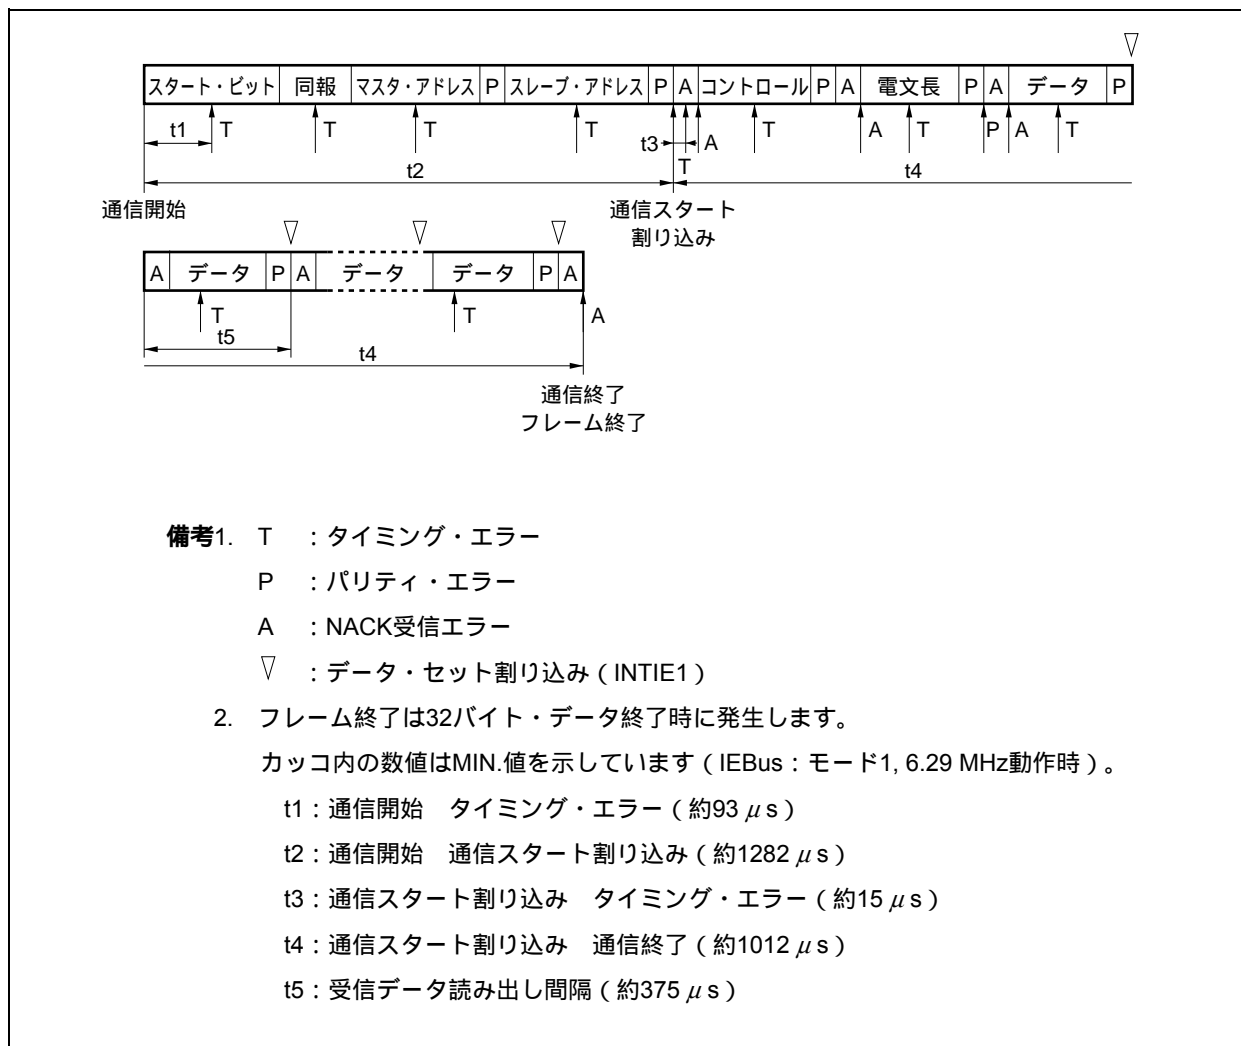 スタート・ビット 同報 マスタ・アドレス P スレーブ・アドレス P A コントロール P A 電文長 P A データ P
t1 T T T T t3 A T A T P A T
T
t2 t4
通信開始 通信スタート
割り込み
A データ P A データ データ P A
T T A
t5
t4
通信終了
フレーム終了
備考1. T :タイミング・エラー
P :パリティ・エラー
A :NACK受信エラー
▽ :データ・セット割り込み(INTIE1)
2. フレーム終了は32バイト・データ終了時に発生します。
カッコ内の数値はMIN.値を示しています(IEBus:モード1, 6.29 MHz動作時)。
t1:通信開始 タイミング・エラー(約93 μs)
t2:通信開始 通信スタート割り込み(約1282 μs)
t3:通信スタート割り込み タイミング・エラー(約15 μs)
t4:通信スタート割り込み 通信終了(約1012 μs)
t5:受信データ読み出し間隔(約375 μs)